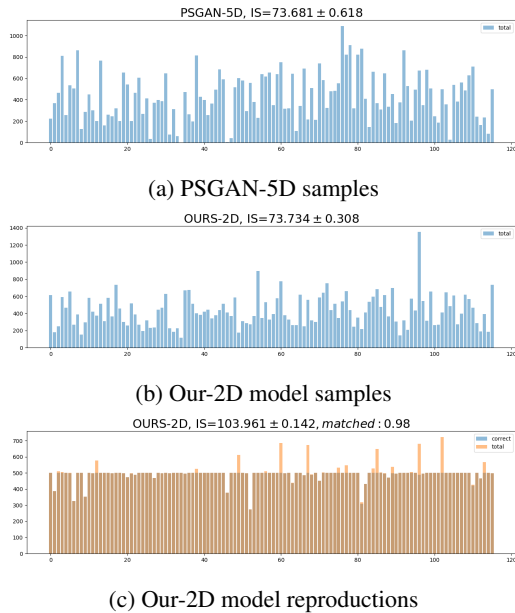 PSGAN-5D, IS=73.681 ± 0.618
total
1000
800
600
400
200
0
0 20 40 60 80 100 120
(a) PSGAN-5D samples
OURS-2D, IS=73.734 ± 0.308
total
1400
1200
1000
800
600
400
200
0
0 20 40 60 80 100 120
(b) Our-2D model samples
OURS-2D, IS=103.961 ± 0.142, matched : 0.98
correct
total
700
600
500
400
300
200
100
0
0 20 40 60 80 100 120
(c) Our-2D model reproductions